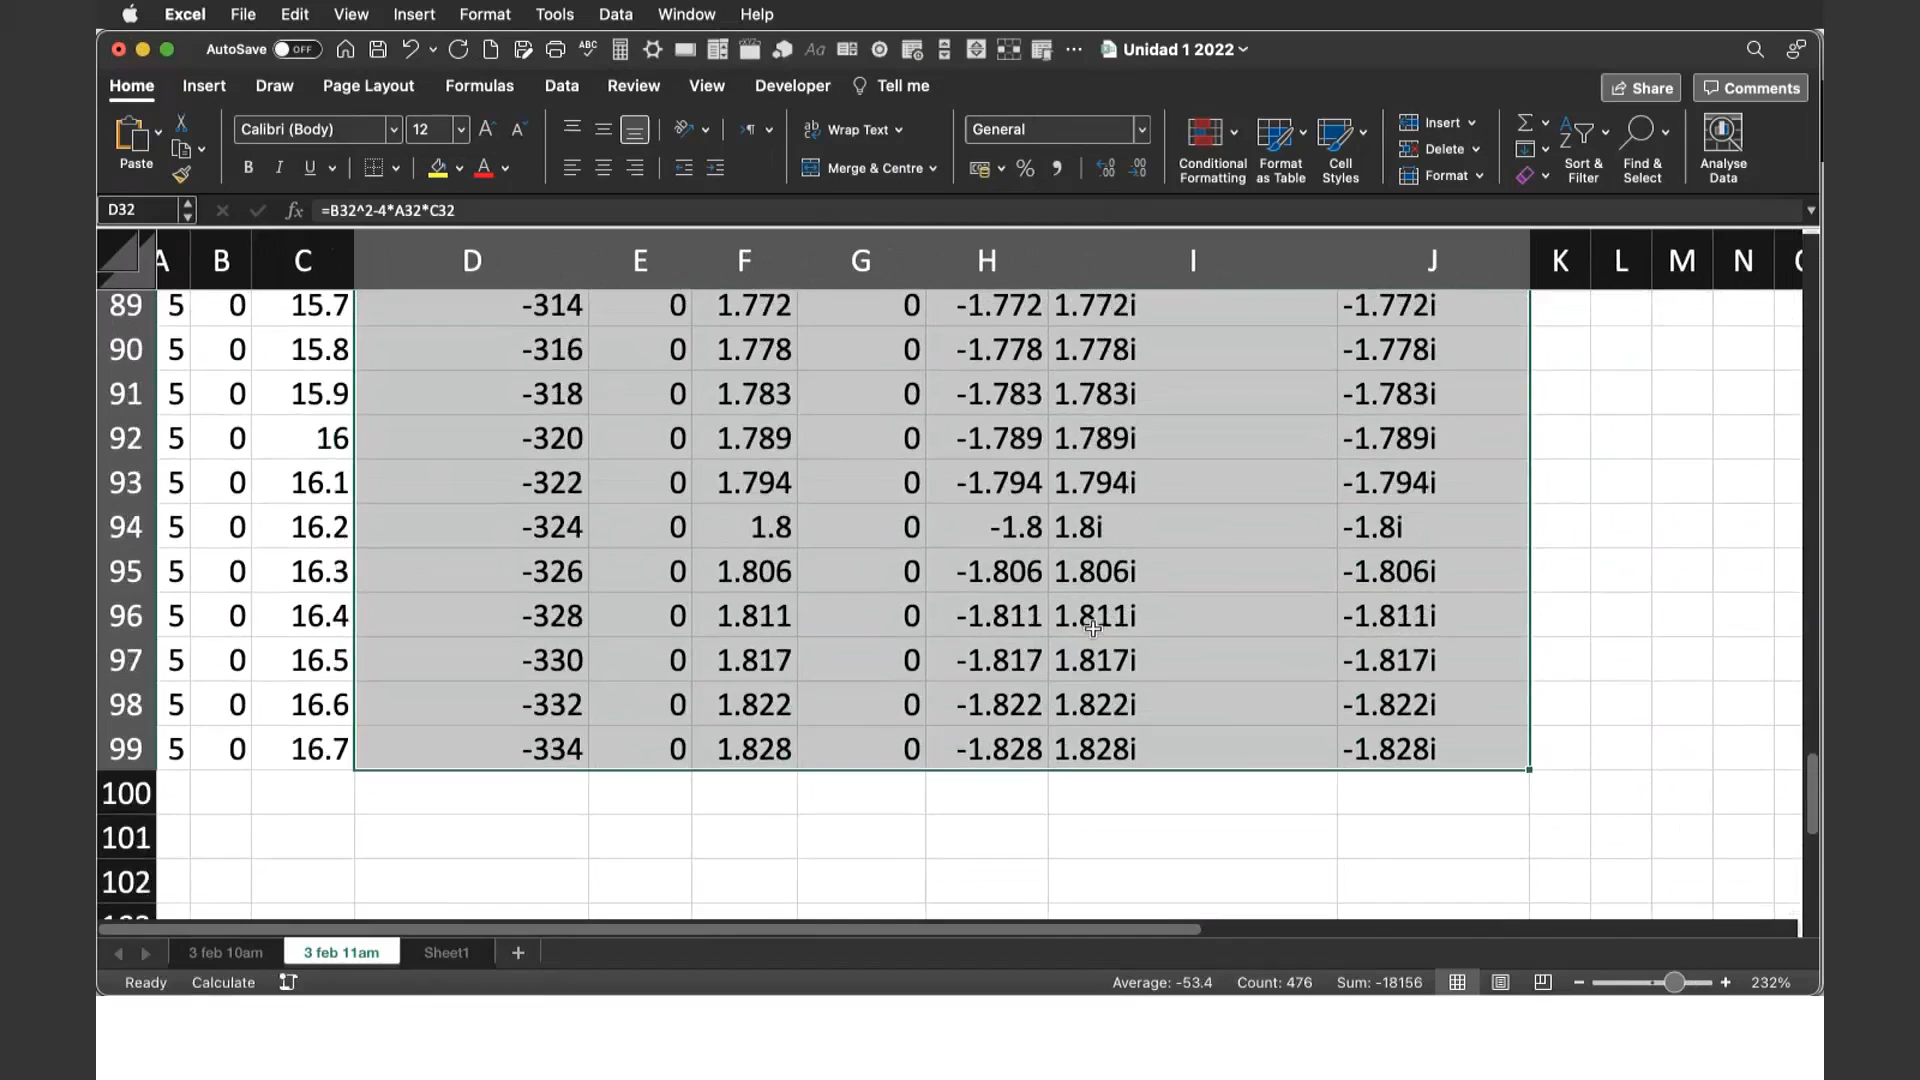 Excel File Edit View Insert Format Tools Data Window Help
AutoSave OFF ABC Aa ... Unidad 1 2022
Home Insert Draw Page Layout Formulas Data Review View Developer Tell me Share Comments
Paste Calibri (Body) 12 A A Wrap Text General Conditional Formatting Format as Table Cell Styles Insert Sort & Filter Find & Select Analyse Data
B I U A Merge & Centre % Delete
Format
D32 fx =B32^2-4*A32*C32
A B C D E F G H I J K L M N
89 5 0 15.7 -314 0 1.772 0 -1.772 1.772i -1.772i
90 5 0 15.8 -316 0 1.778 0 -1.778 1.778i -1.778i
91 5 0 15.9 -318 0 1.783 0 -1.783 1.783i -1.783i
92 5 0 16 -320 0 1.789 0 -1.789 1.789i -1.789i
93 5 0 16.1 -322 0 1.794 0 -1.794 1.794i -1.794i
94 5 0 16.2 -324 0 1.8 0 -1.8 1.8i -1.8i
95 5 0 16.3 -326 0 1.806 0 -1.806 1.806i -1.806i
96 5 0 16.4 -328 0 1.811 0 -1.811 1.811i -1.811i
97 5 0 16.5 -330 0 1.817 0 -1.817 1.817i -1.817i
98 5 0 16.6 -332 0 1.822 0 -1.822 1.822i -1.822i
99 5 0 16.7 -334 0 1.828 0 -1.828 1.828i -1.828i
100
101
102
3 feb 10am 3 feb 11am Sheet1 +
Ready Calculate Average: -53.4 Count: 476 Sum: -18156 232%